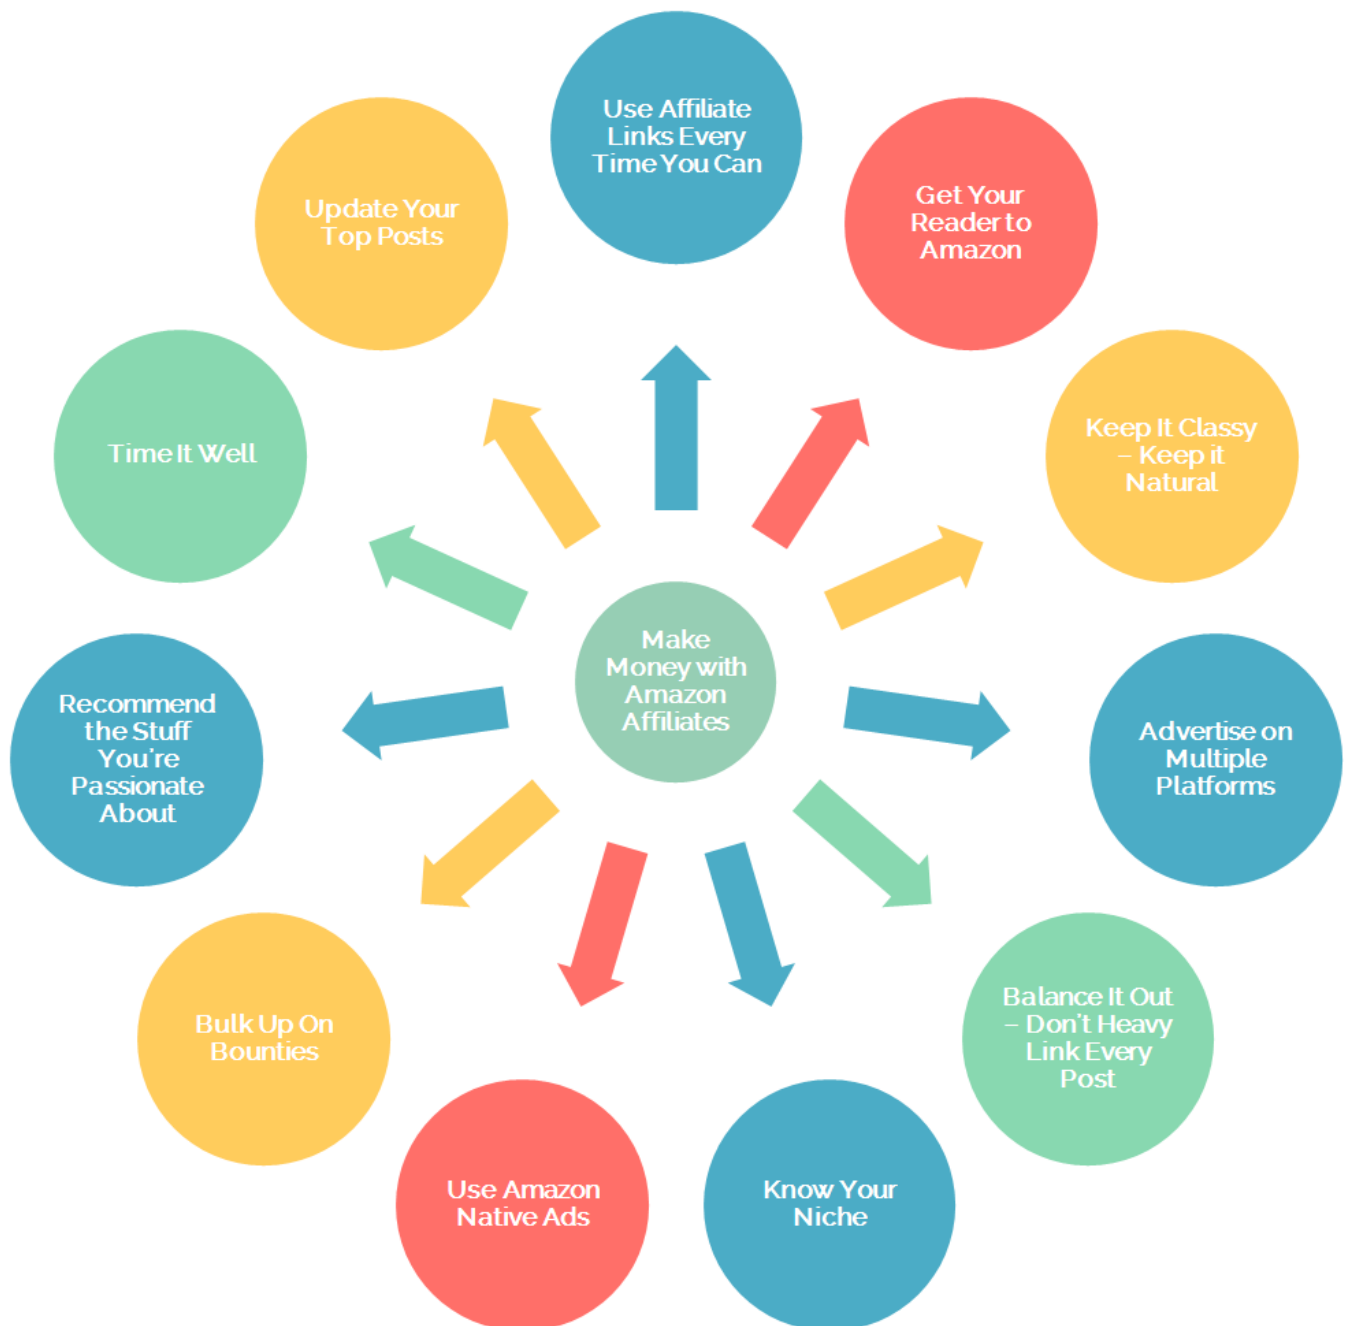 Use Affiliate
Links Every
Time You Can
Get Your
Reader to
Amazon
Keep It Classy
– Keep it
Natural
Advertise on
Multiple
Platforms
Balance It Out
– Don't Heavy
Link Every
Post
Know Your
Niche
Use Amazon
Native Ads
Bulk Up On
Bounties
Recommend
the Stuff
You're
Passionate
About
Time It Well
Update Your
Top Posts
Make
Money with
Amazon
Affiliates